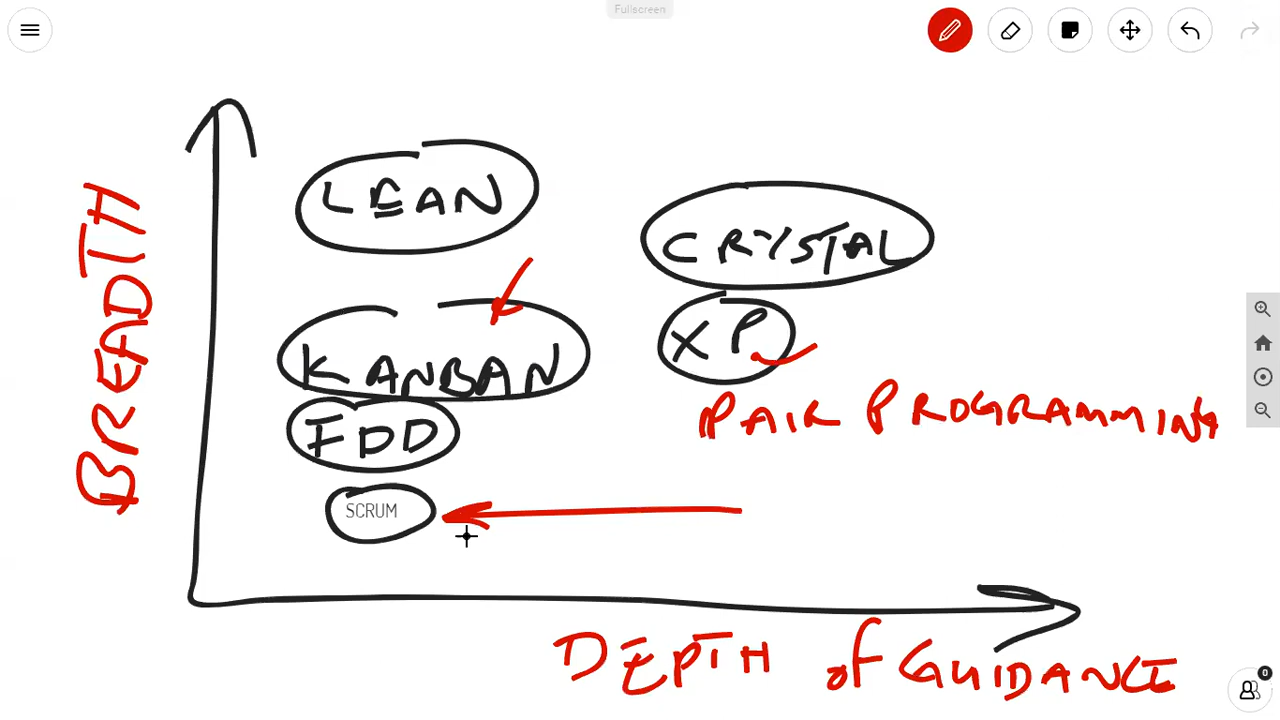 Fullscreen
BREADTH
LEAN
CRYSTAL
KANBAN
XP
PAIR PROGRAMMING
FDD
SCRUM
DEPTH of GUIDANCE
0